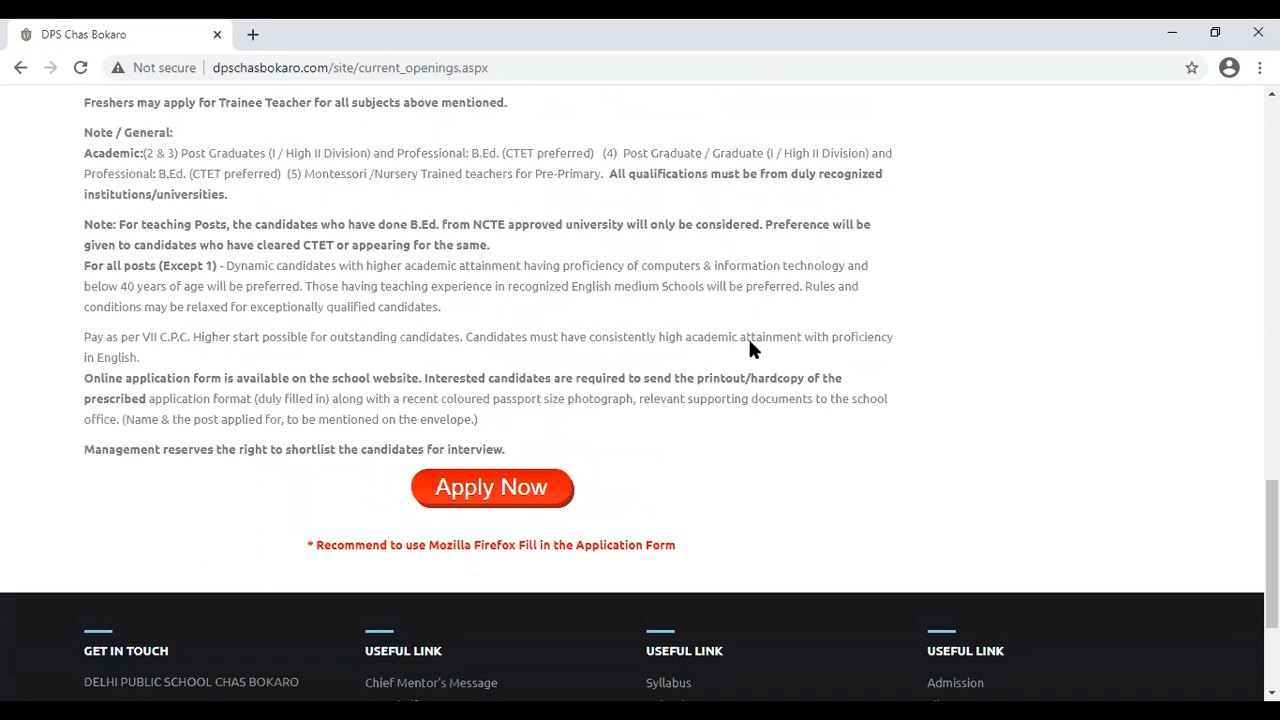 DPS Chas Bokaro
Not secure
dpschasbokaro.com/site/current_openings.aspx
Freshers may apply for Trainee Teacher for all subjects above mentioned.
Note / General:
Academic:(2 & 3) Post Graduates (I / High II Division) and Professional: B.Ed. (CTET preferred) (4) Post Graduate / Graduate (I / High II Division) and
Professional: B.Ed. (CTET preferred) (5) Montessori /Nursery Trained teachers for Pre-Primary. All qualifications must be from duly recognized
institutions/universities.
Note: For teaching Posts, the candidates who have done B.Ed. from NCTE approved university will only be considered. Preference will be
given to candidates who have cleared CTET or appearing for the same.
For all posts (Except 1) - Dynamic candidates with higher academic attainment having proficiency of computers & information technology and
below 40 years of age will be preferred. Those having teaching experience in recognized English medium Schools will be preferred. Rules and
conditions may be relaxed for exceptionally qualified candidates.
Pay as per VII C.P.C. Higher start possible for outstanding candidates. Candidates must have consistently high academic attainment with proficiency
in English.
Online application form is available on the school website. Interested candidates are required to send the printout/hardcopy of the
prescribed application format (duly filled in) along with a recent coloured passport size photograph, relevant supporting documents to the school
office. (Name & the post applied for, to be mentioned on the envelope.)
Management reserves the right to shortlist the candidates for interview.
Apply Now
* Recommend to use Mozilla Firefox Fill in the Application Form
GET IN TOUCH
DELHI PUBLIC SCHOOL CHAS BOKARO
USEFUL LINK
Chief Mentor's Message
USEFUL LINK
Syllabus
USEFUL LINK
Admission